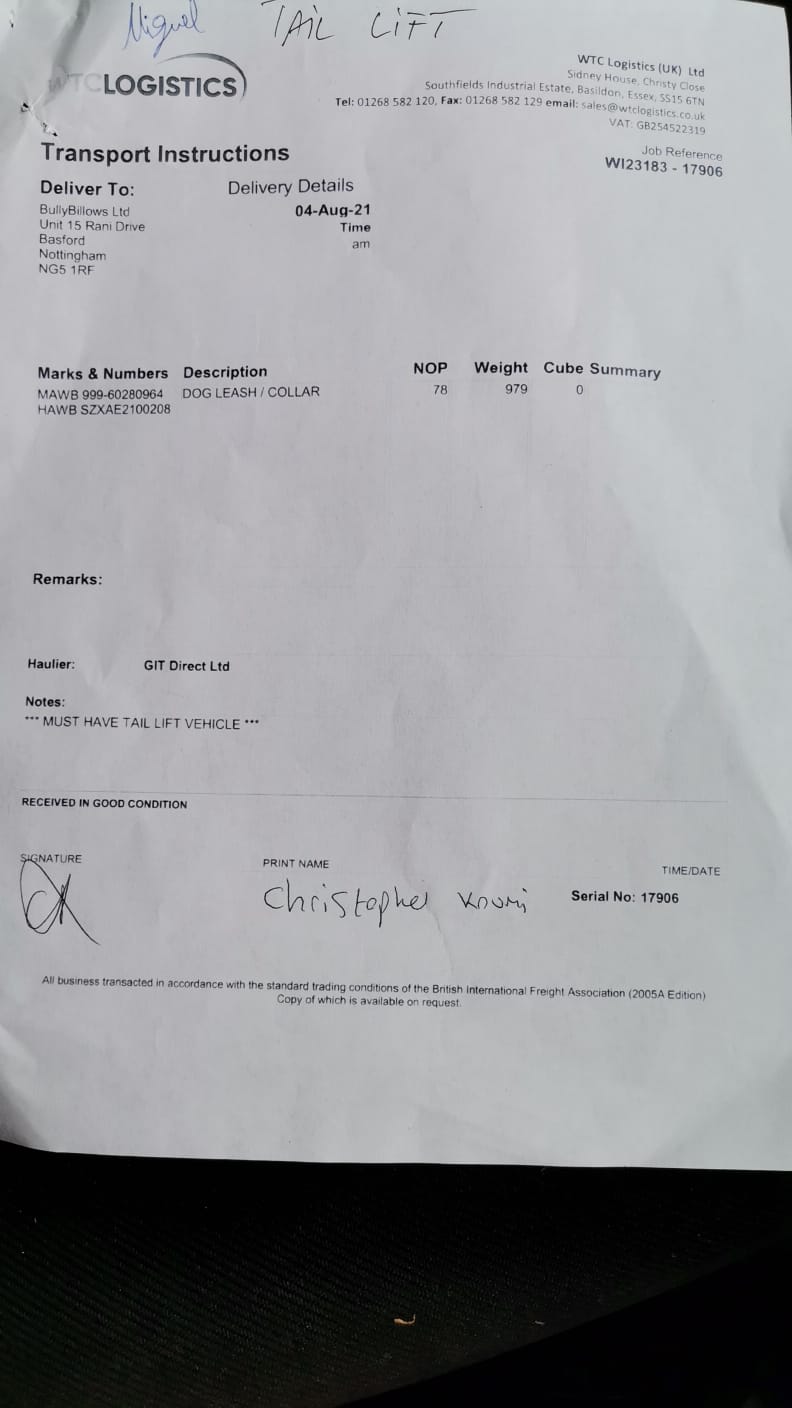 Miguel TAIL LIFT
WTCLOGISTICS
WTC Logistics (UK) Ltd
Sidney House, Christy Close
Southfields Industrial Estate, Basildon, Essex, SS15 6TN
Tel: 01268 582 120, Fax: 01268 582 129 email: sales@wtclogistics.co.uk
VAT: GB254522319
Transport Instructions
Job Reference
WI23183 - 17906
Deliver To:
BullyBillows Ltd
Unit 15 Rani Drive
Basford
Nottingham
NG5 1RF
Delivery Details
04-Aug-21
Time
am
Marks & Numbers Description NOP Weight Cube Summary
MAWB 999-60280964 DOG LEASH / COLLAR 78 979 0
HAWB SZXAE2100208
Remarks:
Haulier: GIT Direct Ltd
Notes:
*** MUST HAVE TAIL LIFT VEHICLE ***
RECEIVED IN GOOD CONDITION
SIGNATURE PRINT NAME TIME/DATE
Christopher
Serial No: 17906
All business transacted in accordance with the standard trading conditions of the British International Freight Association (2005A Edition)
Copy of which is available on request.